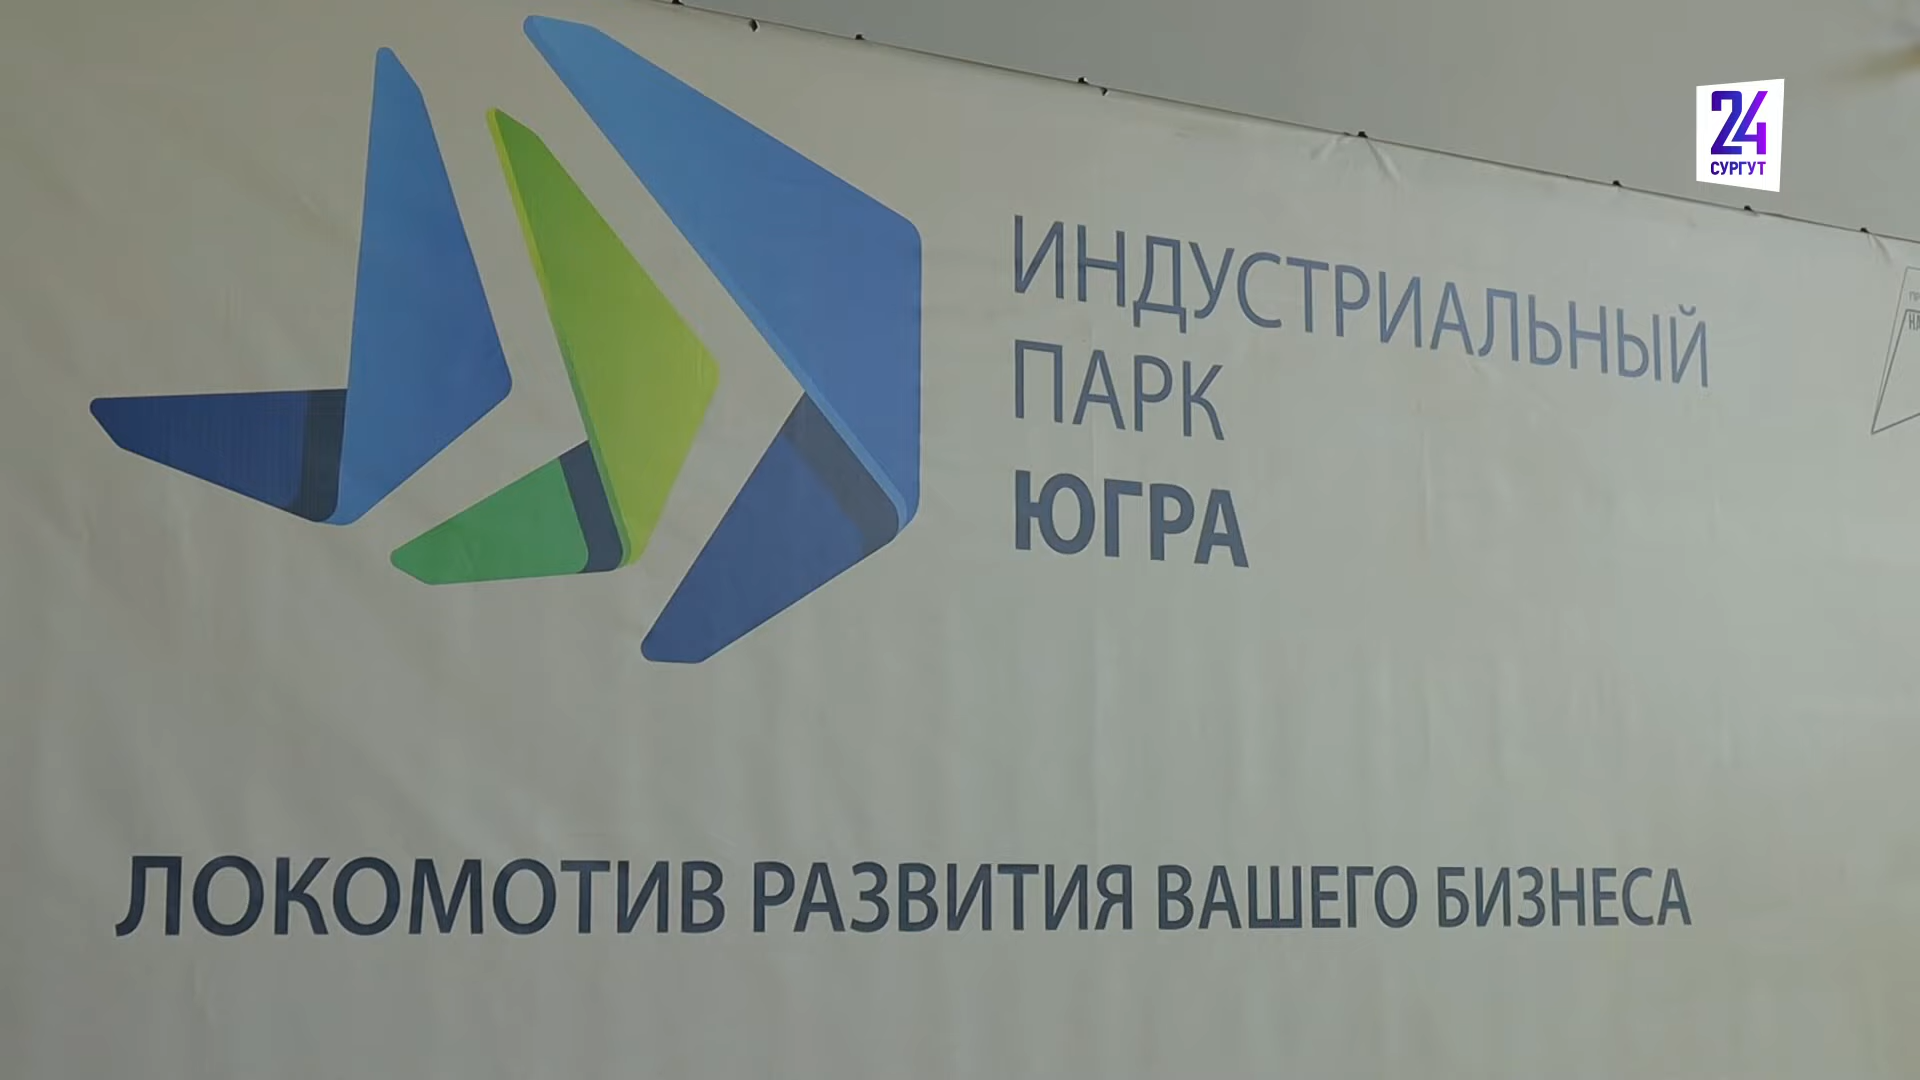 24
СУРГУТ
ИНДУСТРИАЛЬНЫЙ
ПАРК
ЮГРА
ЛОКОМОТИВ РАЗВИТИЯ ВАШЕГО БИЗНЕСА